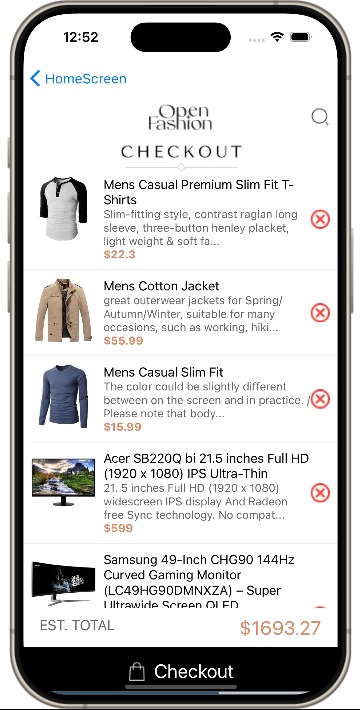 12:52
HomeScreen
Open
Fashion
CHECKOUT
Mens Casual Premium Slim Fit T-
Shirts
Slim-fitting style, contrast raglan long
sleeve, three-button henley placket,
light weight & soft fa...
$22.3
Mens Cotton Jacket
great outerwear jackets for Spring/
Autumn/Winter, suitable for many
occasions, such as working, hiki...
$55.99
Mens Casual Slim Fit
The color could be slightly different
between on the screen and in practice. /
Please note that body...
$15.99
Acer SB220Q bi 21.5 inches Full HD
(1920 x 1080) IPS Ultra-Thin
21. 5 inches Full HD (1920 x 1080)
widescreen IPS display And Radeon
free Sync technology. No compat...
$599
Samsung 49-Inch CHG90 144Hz
Curved Gaming Monitor
(LC49HG90DMNXZA) – Super
Ultrawide Screen QLED
EST. TOTAL
$1693.27
Checkout